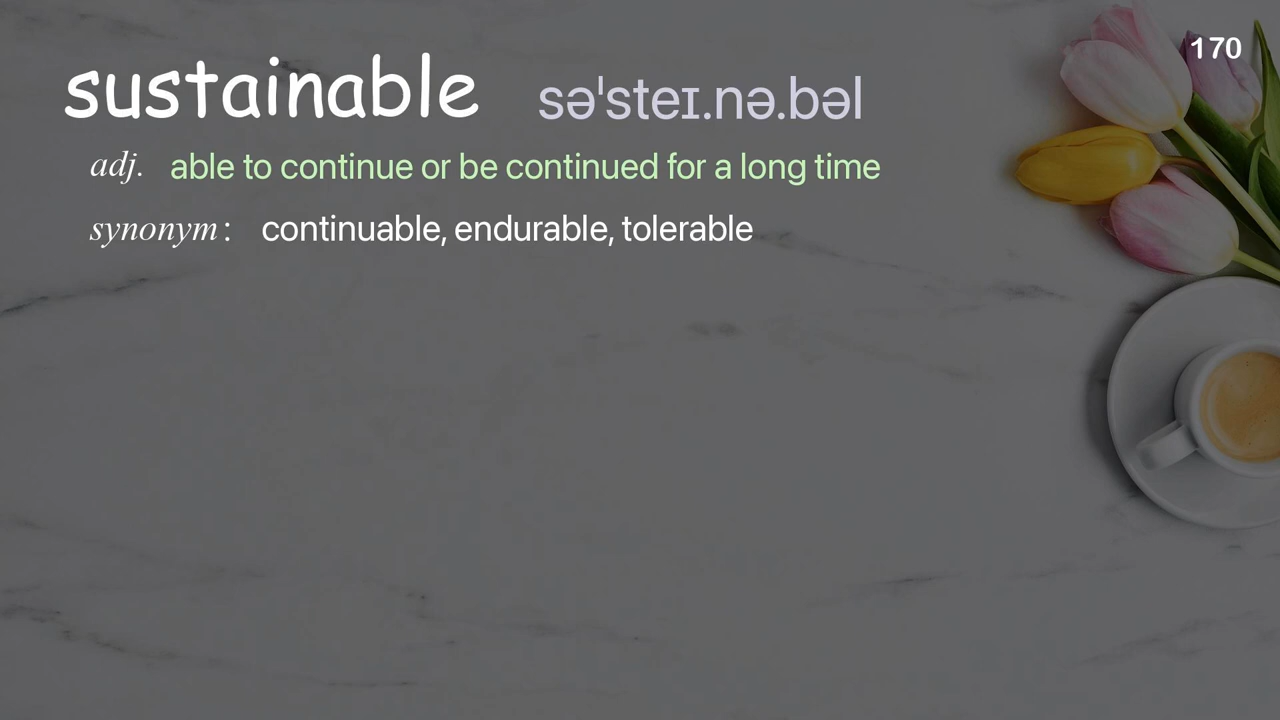 170
sustainable səˈsteɪ.nə.bəl
adj. able to continue or be continued for a long time
synonym : continuable, endurable, tolerable